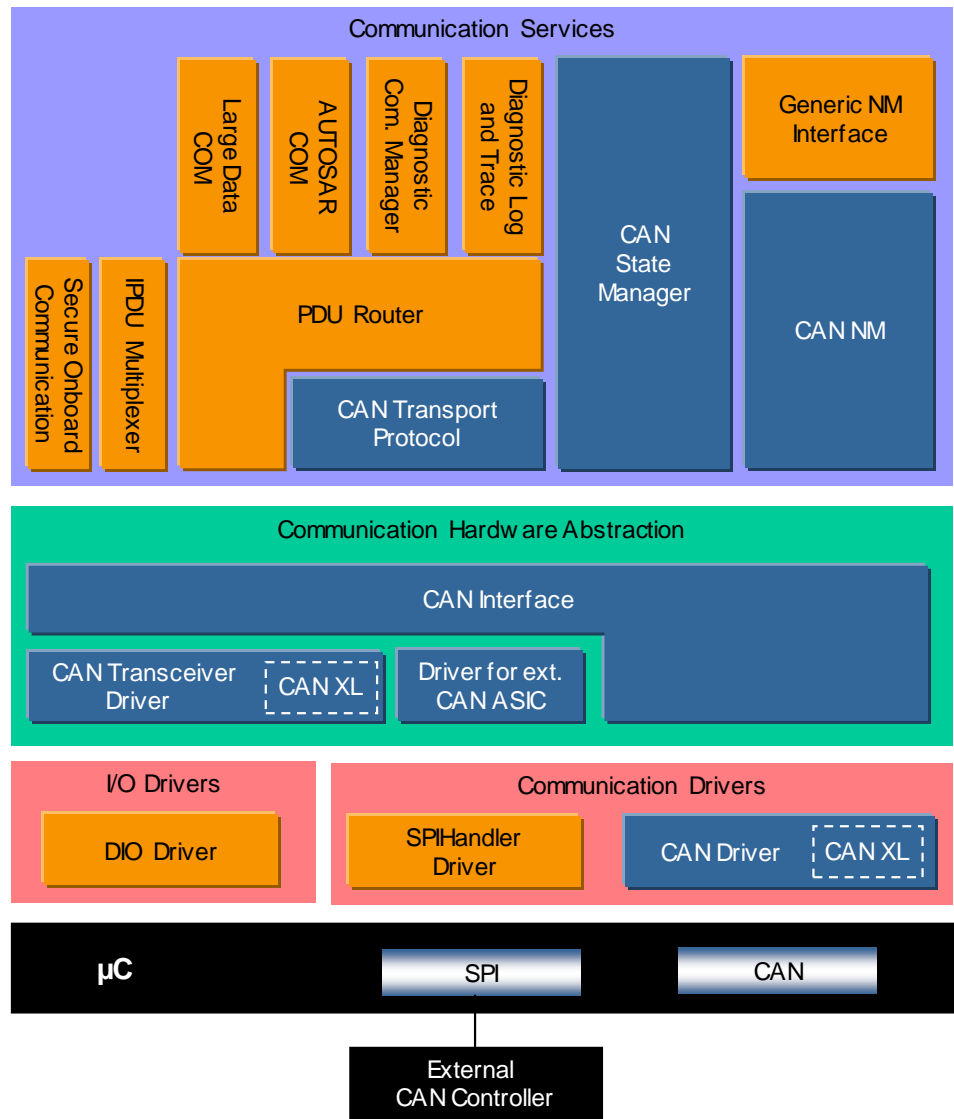 Communication Services
Large Data
COM
AUTOSAR
COM
Diagnostic
Com. Manager
Diagnostic Log
and Trace
CAN
State
Manager
Generic NM
Interface
Secure Onboard
Communication
IPDU Multiplexer
PDU Router
CAN Transport
Protocol
CAN NM
Communication Hardware Abstraction
CAN Interface
CAN Transceiver
Driver
CAN XL
Driver for ext.
CAN ASIC
I/O Drivers
DIO Driver
Communication Drivers
SPIHandler
Driver
CAN Driver
CAN XL
µC
SPI
CAN
External
CAN Controller